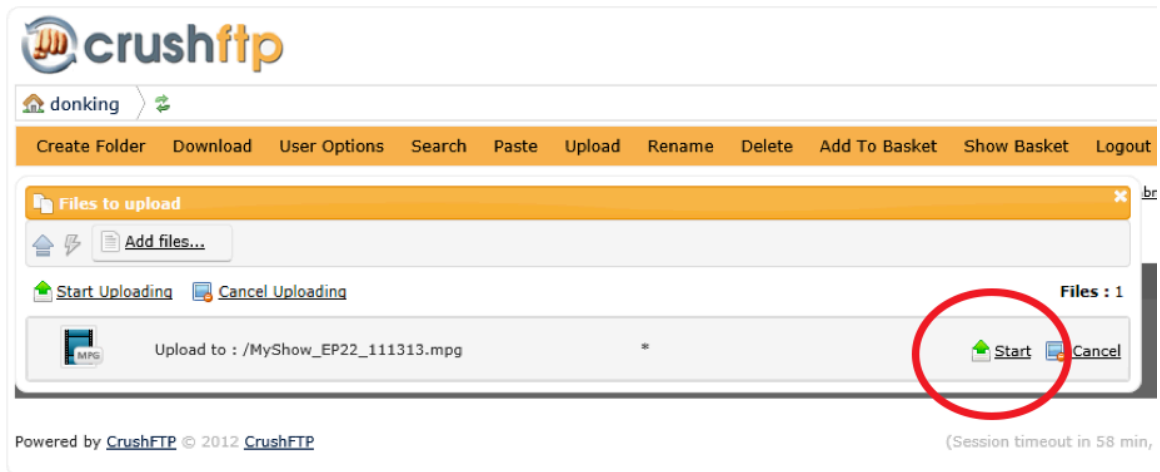 crushftp
donking
Create Folder Download User Options Search Paste Upload Rename Delete Add To Basket Show Basket Logout
Files to upload
Add files...
Start Uploading Cancel Uploading Files : 1
MPG Upload to : /MyShow_EP22_111313.mpg * Start Cancel
Powered by CrushFTP © 2012 CrushFTP (Session timeout in 58 min,